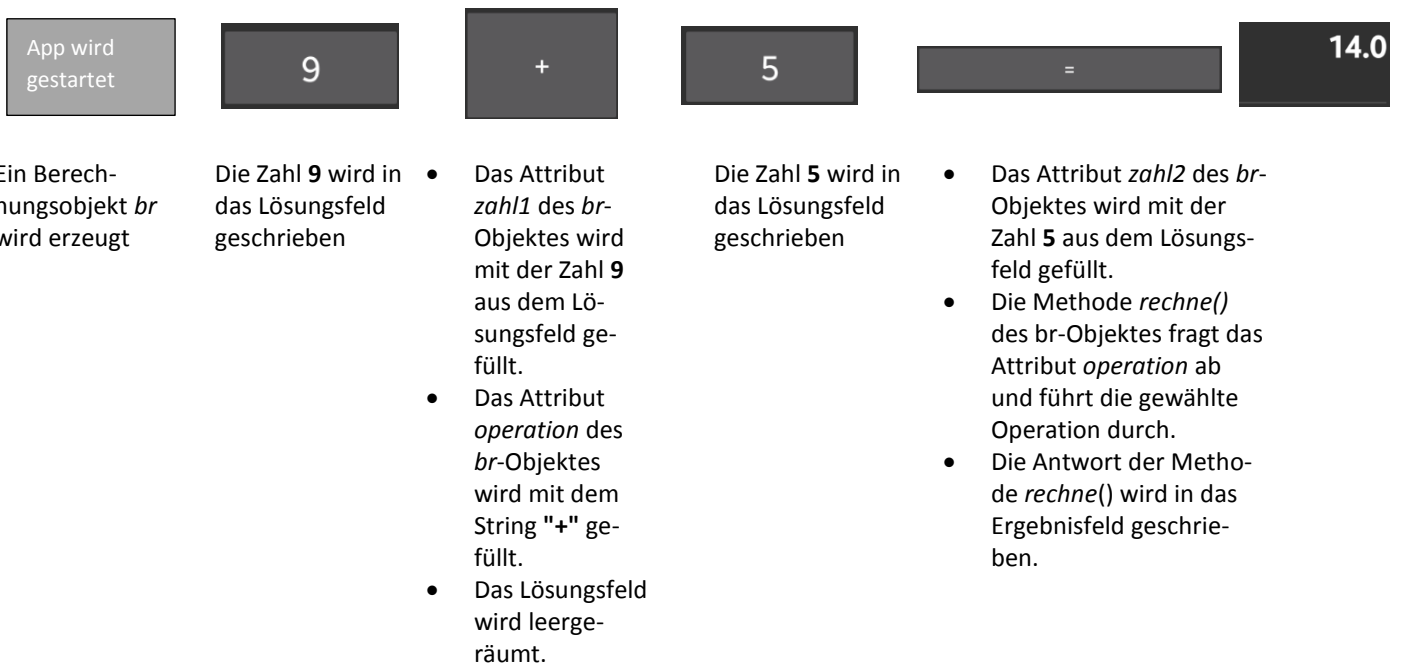 App wird
gestartet
9
+
5
=
14.0
Ein Berech-
nungsobjekt br
wird erzeugt
Die Zahl 9 wird in
das Lösungsfeld
geschrieben
• Das Attribut
zahl1 des br-
Objektes wird
mit der Zahl 9
aus dem Lö-
sungsfeld ge-
füllt.
• Das Attribut
operation des
br-Objektes
wird mit dem
String "+" ge-
füllt.
• Das Lösungsfeld
wird leerge-
räumt.
Die Zahl 5 wird in
das Lösungsfeld
geschrieben
• Das Attribut zahl2 des br-
Objektes wird mit der
Zahl 5 aus dem Lösungs-
feld gefüllt.
• Die Methode rechne()
des br-Objektes fragt das
Attribut operation ab
und führt die gewählte
Operation durch.
• Die Antwort der Metho-
de rechne() wird in das
Ergebnisfeld geschrie-
ben.